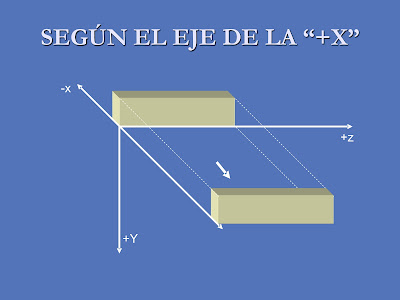 SEGÚN EL EJE DE LA “+X”
-x
+z
+Y